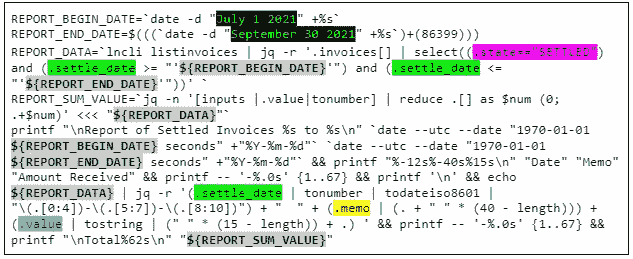 REPORT_BEGIN_DATE=`date -d "July 1 2021" +%s`
REPORT_END_DATE=$(((`date -d "September 30 2021" +%s`)+(86399)))
REPORT_DATA=`lncli listinvoices | jq -r '.invoices[] | select((.state=="SETTLED")
and (.settle_date >= "'${REPORT_BEGIN_DATE}'") and (.settle_date <=
"'${REPORT_END_DATE}'"))' `
REPORT_SUM_VALUE=`jq -n '[inputs |.value|tonumber] | reduce .[] as $num (0;
.+$num)' <<< "${REPORT_DATA}"`
printf "\nReport of Settled Invoices %s to %s\n" `date --utc --date "1970-01-01
${REPORT_BEGIN_DATE} seconds" +"%Y-%m-%d"` `date --utc --date "1970-01-01
${REPORT_END_DATE} seconds" +"%Y-%m-%d"` && printf "%-12s%-40s%15s\n" "Date" "Memo"
"Amount Received" && printf -- '-%.0s' {1..67} && printf '\n' && echo
${REPORT_DATA} | jq -r '(.settle_date | tonumber | todateiso8601 |
"\(.[0:4])-\(.[5:7])-\(.[8:10])") + "  " + (.memo | (. + " " * (40 - length))) +
(.value | tostring | (" " * (15 - length)) + .) ' && printf -- '-%.0s' {1..67} &&
printf "\nTotal%62s\n" "${REPORT_SUM_VALUE}"